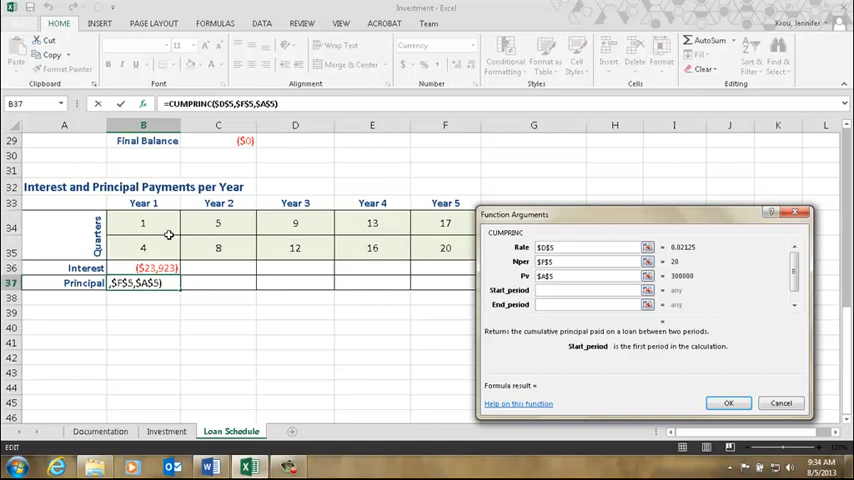 Investment - Excel
FILE HOME INSERT PAGE LAYOUT FORMULAS DATA REVIEW VIEW ACROBAT Team
Krou, Jennifer
Cut
Copy
Format Painter
Clipboard
Font
Wrap Text
Merge & Center
Alignment
Currency
Number
Conditional Formatting
Format as Table
Cell Styles
Styles
Insert Delete Format
Cells
AutoSum
Fill
Clear
Sort & Filter
Find & Select
Editing
B37 =CUMPRINC($D$5,$F$5,$A$5)
A B C D E F G H I J K L
29 Final Balance ($0)
30
31
32 Interest and Principal Payments per Year
33 Year 1 Year 2 Year 3 Year 4 Year 5
34 Quarters 1 5 9 13 17
35 4 8 12 16 20
36 Interest ($23,923)
37 Principal ,$F$5,$A$5)
38
39
40
41
42
43
44
45
46
Function Arguments
CUMPRINC
Rate $D$5 = 0.02125
Nper $F$5 = 20
Pv $A$5 = 300000
Start_period = any
End_period = any
=
Returns the cumulative principal paid on a loan between two periods.
Start_period is the first period in the calculation.
Formula result =
Help on this function
OK Cancel
Documentation Investment Loan Schedule
EDIT
120%
9:34 AM
8/5/2013